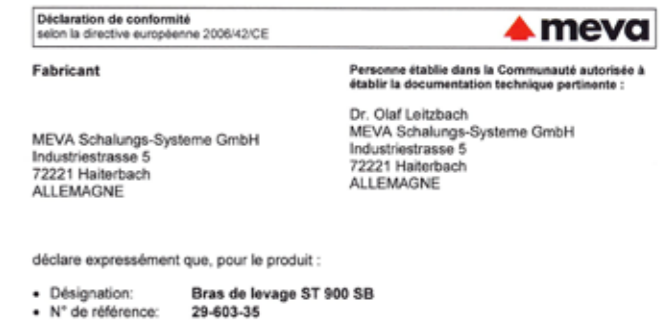 Déclaration de conformité
selon la directive européenne 2006/42/CE
meva
Fabricant
MEVA Schalungs-Systeme GmbH
Industriestrasse 5
72221 Haiterbach
ALLEMAGNE
Personne établie dans la Communauté autorisée à
établir la documentation technique pertinente :
Dr. Olaf Leitzbach
MEVA Schalungs-Systeme GmbH
Industriestrasse 5
72221 Haiterbach
ALLEMAGNE
déclare expressément que, pour le produit :
• Désignation: Bras de levage ST 900 SB
• N° de référence: 29-603-35